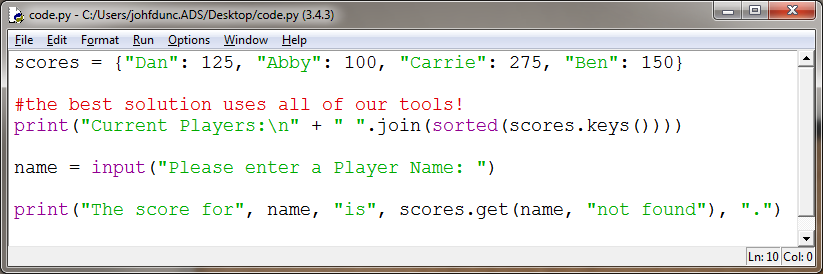 code.py - C:/Users/johfdunc.ADS/Desktop/code.py (3.4.3)
File Edit Format Run Options Window Help
scores = {"Dan": 125, "Abby": 100, "Carrie": 275, "Ben": 150}
#the best solution uses all of our tools!
print("Current Players:\n" + " ".join(sorted(scores.keys())))
name = input("Please enter a Player Name: ")
print("The score for", name, "is", scores.get(name, "not found"), ".")
Ln: 10 Col: 0